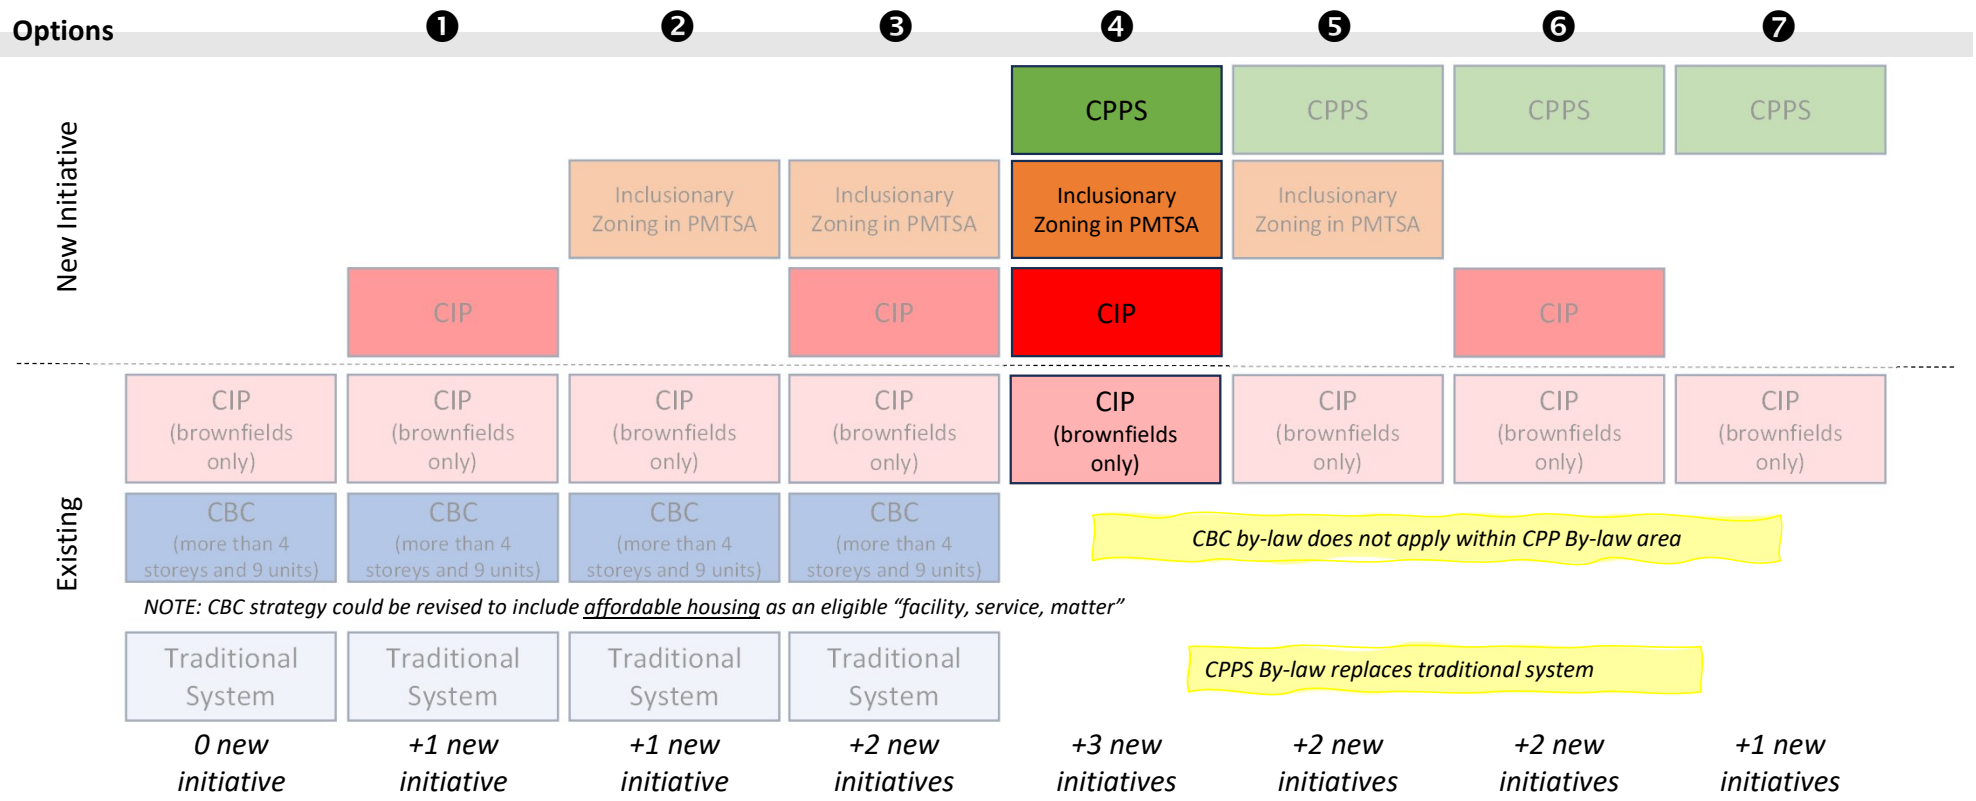 Options ❶ ❷ ❸ ❹ ❺ ❻ ❼
New Initiative
CPPS CPPS CPPS CPPS
Inclusionary Inclusionary Inclusionary Inclusionary
Zoning in PMTSA Zoning in PMTSA Zoning in PMTSA Zoning in PMTSA
CIP CIP CIP CIP
Existing
CIP CIP CIP CIP CIP CIP CIP CIP
(brownfields (brownfields (brownfields (brownfields (brownfields (brownfields (brownfields (brownfields
only) only) only) only) only) only) only) only)
CBC CBC CBC CBC
(more than 4 (more than 4 (more than 4 (more than 4
storeys and 9 units) storeys and 9 units) storeys and 9 units) storeys and 9 units)
CBC by-law does not apply within CPP By-law area
NOTE: CBC strategy could be revised to include affordable housing as an eligible “facility, service, matter”
Traditional Traditional Traditional Traditional
System System System System
CPPS By-law replaces traditional system
0 new +1 new +1 new +2 new +3 new +2 new +2 new +1 new
initiative initiative initiative initiatives initiatives initiatives initiatives initiatives